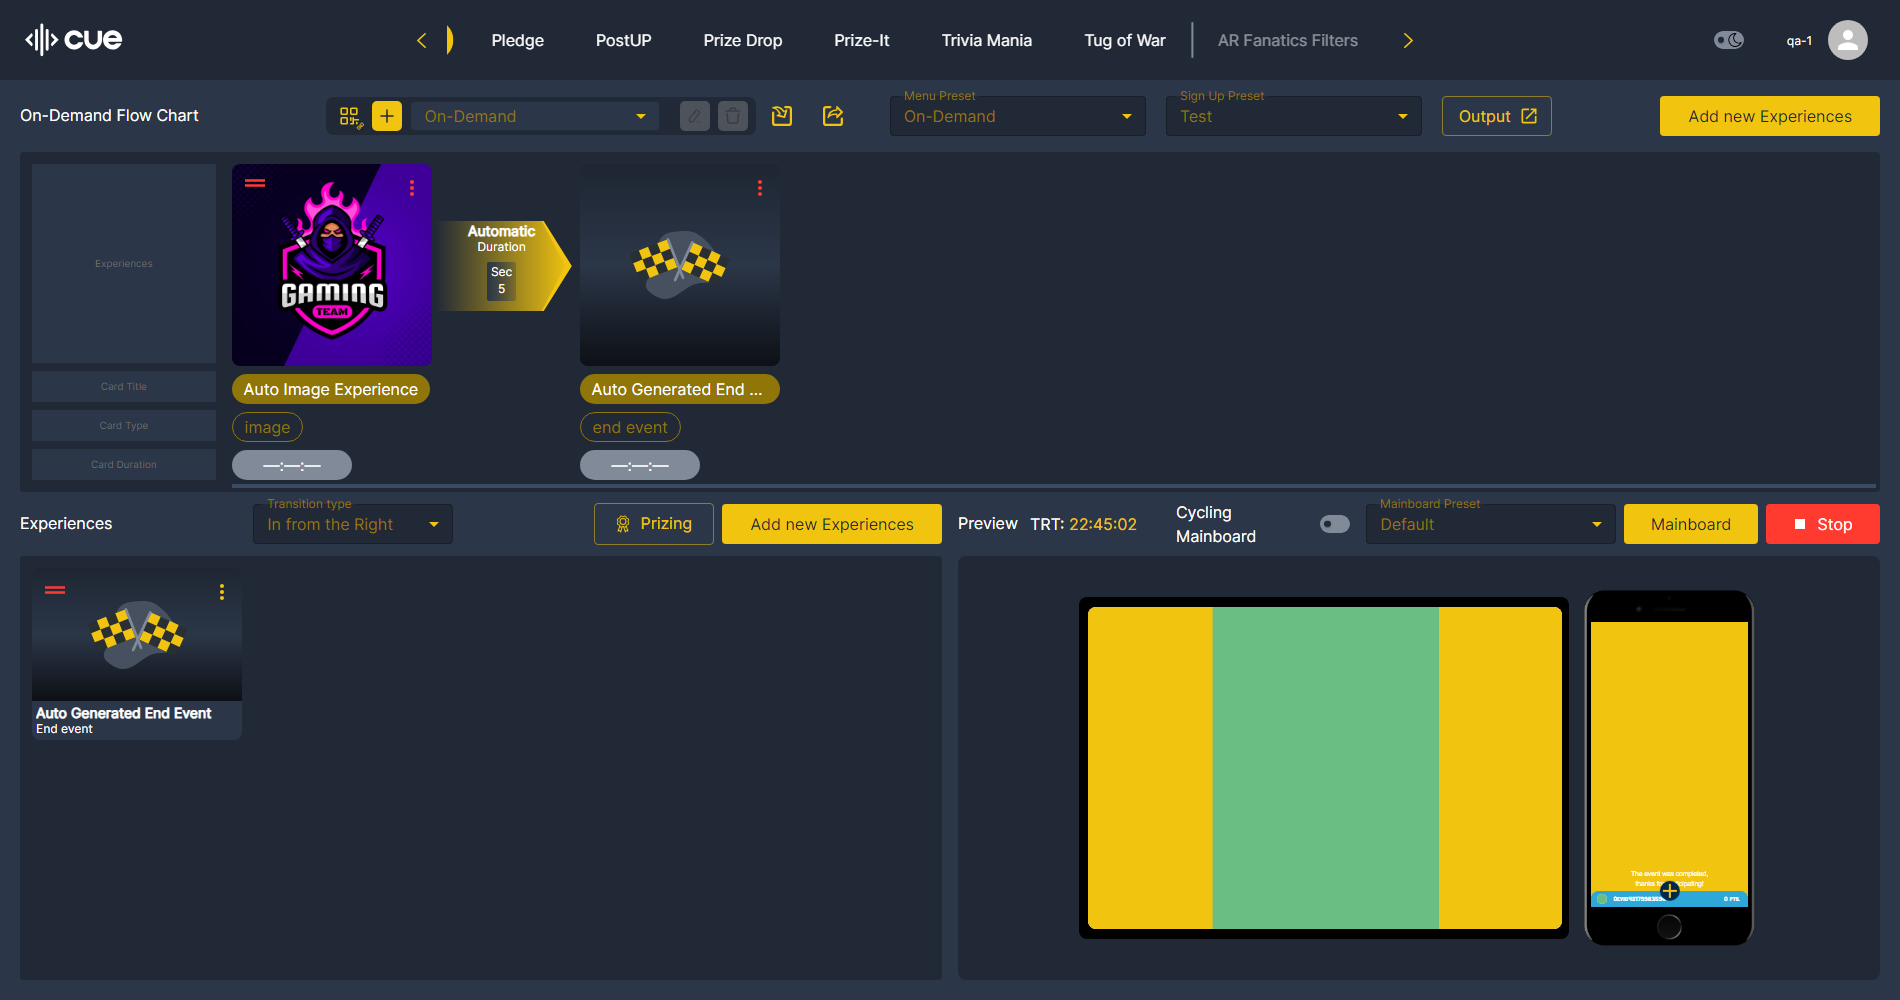 cue
Pledge
PostUP
Prize Drop
Prize-It
Trivia Mania
Tug of War
AR Fanatics Filters
qa-1
On-Demand Flow Chart
On-Demand
Menu Preset
On-Demand
Sign Up Preset
Test
Output
Add new Experiences
Experiences
GAMING
TEAM
Automatic
Duration
Sec
5
Card Title
Auto Image Experience
Auto Generated End ...
Card Type
image
end event
Card Duration
—:—:—
—:—:—
Experiences
Transition type
In from the Right
Prizing
Add new Experiences
Preview
TRT: 22:45:02
Cycling
Mainboard
Mainboard Preset
Default
Mainboard
Stop
Auto Generated End Event
End event
The event was completed,
0 PTS.